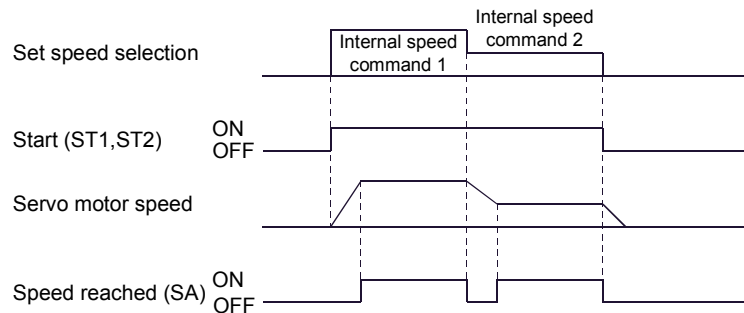 Set speed selection
Internal speed
command 1
Internal speed
command 2
Start (ST1,ST2)
ON
OFF
Servo motor speed
Speed reached (SA)
ON
OFF